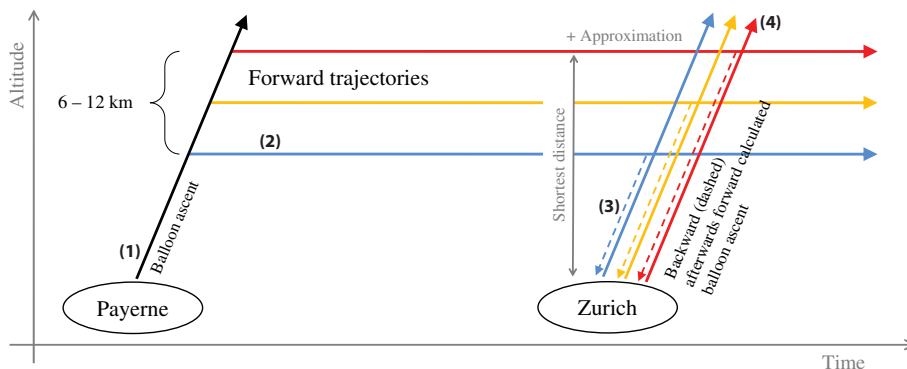 (4)
+ Approximation
Altitude
Forward trajectories
6 – 12 km
(2)
Shortest distance
(3)
(1)
Balloon ascent
Backward (dashed)
afterwards forward calculated
balloon ascent
Payerne
Zurich
Time